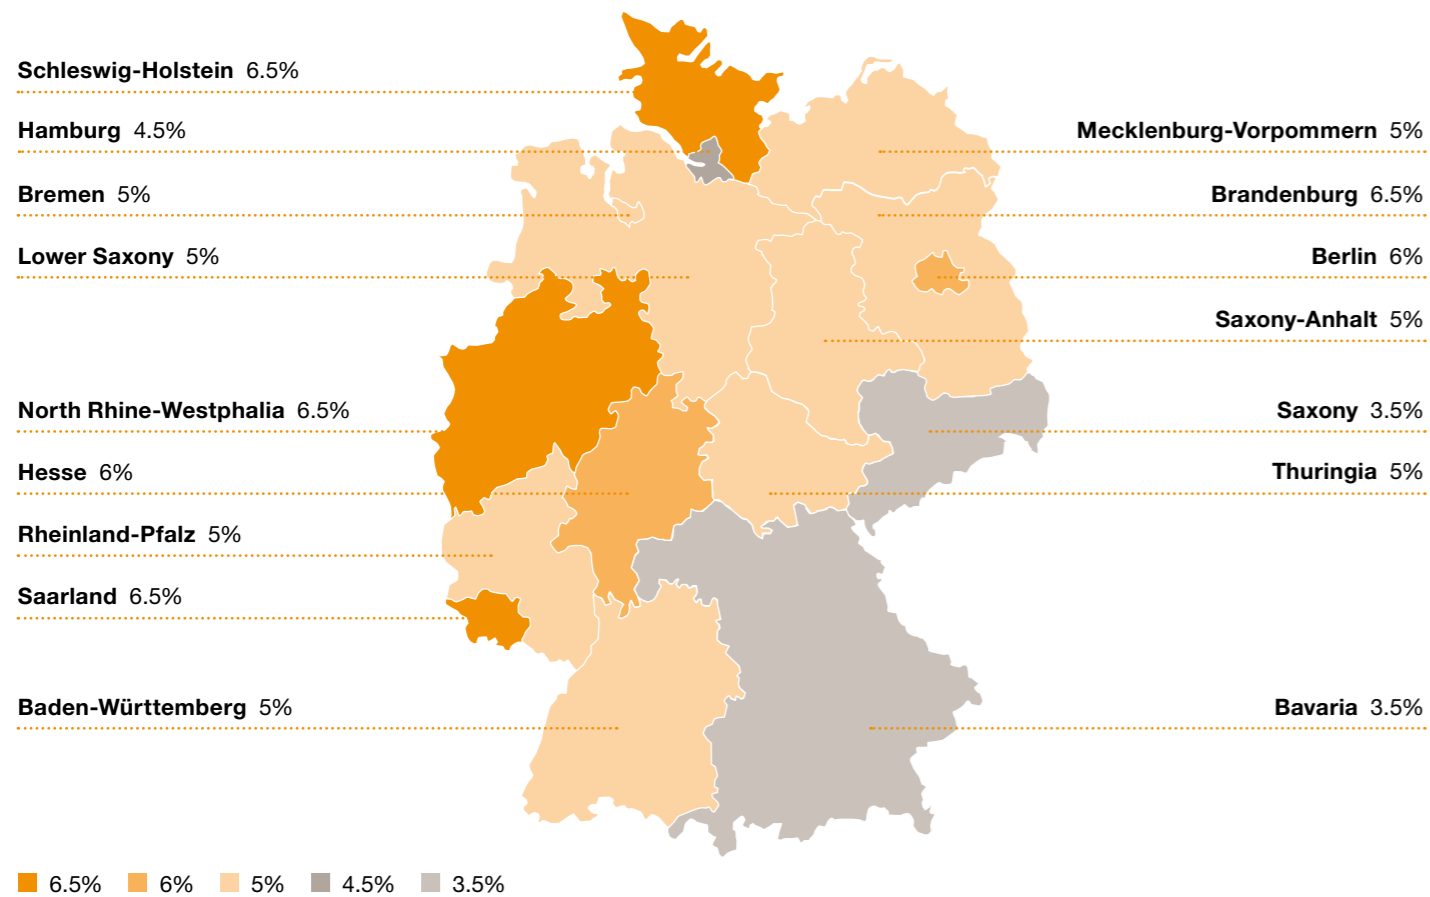 Schleswig-Holstein 6.5%
Hamburg 4.5%
Bremen 5%
Lower Saxony 5%
North Rhine-Westphalia 6.5%
Hesse 6%
Rheinland-Pfalz 5%
Saarland 6.5%
Baden-Württemberg 5%
Mecklenburg-Vorpommern 5%
Brandenburg 6.5%
Berlin 6%
Saxony-Anhalt 5%
Saxony 3.5%
Thuringia 5%
Bavaria 3.5%
6.5% 6% 5% 4.5% 3.5%